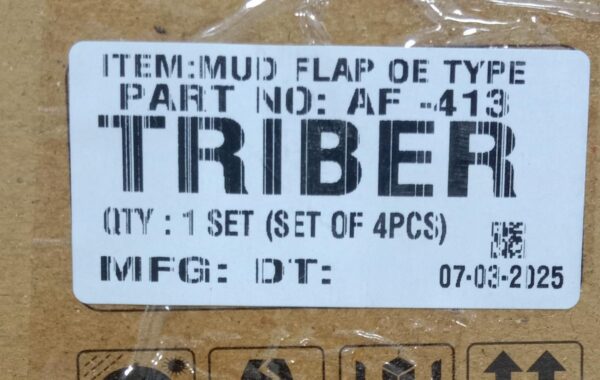 ITEM:MUD FLAP OE TYPE
PART NO: AF -413
TRIBER
QTY : 1 SET (SET OF 4PCS)
MFG: DT: 07-03-2025